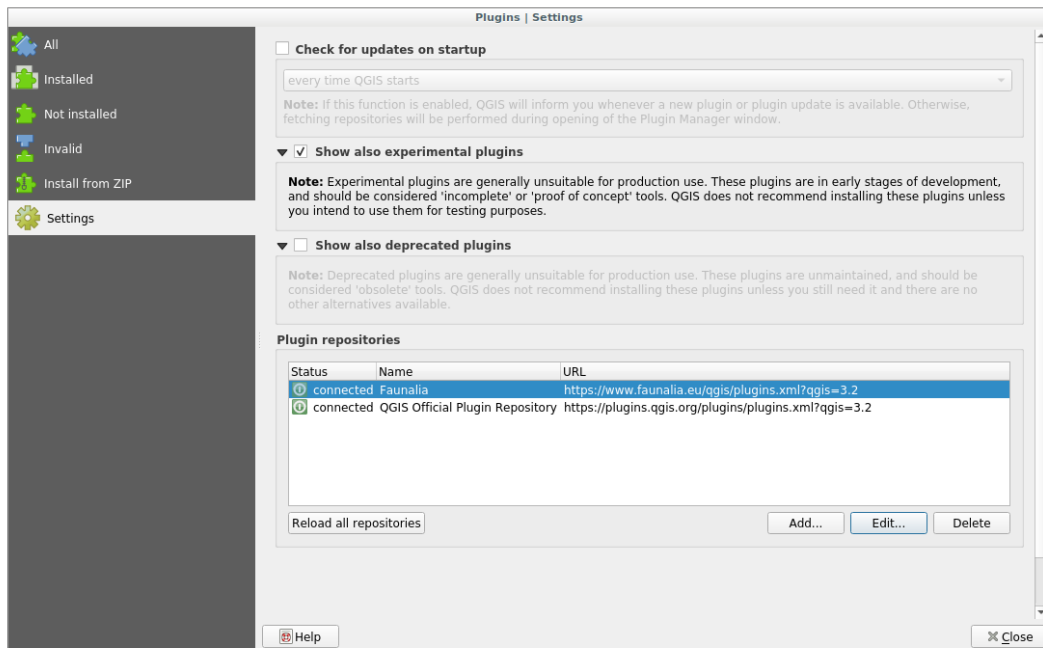 Plugins | Settings
All
Installed
Not installed
Invalid
Install from ZIP
Settings
Check for updates on startup
every time QGIS starts
Note: If this function is enabled, QGIS will inform you whenever a new plugin or plugin update is available. Otherwise,
fetching repositories will be performed during opening of the Plugin Manager window.
Show also experimental plugins
Note: Experimental plugins are generally unsuitable for production use. These plugins are in early stages of development,
and should be considered 'incomplete' or 'proof of concept' tools. QGIS does not recommend installing these plugins unless
you intend to use them for testing purposes.
Show also deprecated plugins
Note: Deprecated plugins are generally unsuitable for production use. These plugins are unmaintained, and should be
considered 'obsolete' tools. QGIS does not recommend installing these plugins unless you still need it and there are no
other alternatives available.
Plugin repositories
Status Name URL
connected Faunalia https://www.faunalia.eu/qgis/plugins.xml?qgis=3.2
connected QGIS Official Plugin Repository https://plugins.qgis.org/plugins/plugins.xml?qgis=3.2
Reload all repositories Add... Edit... Delete
Help Close